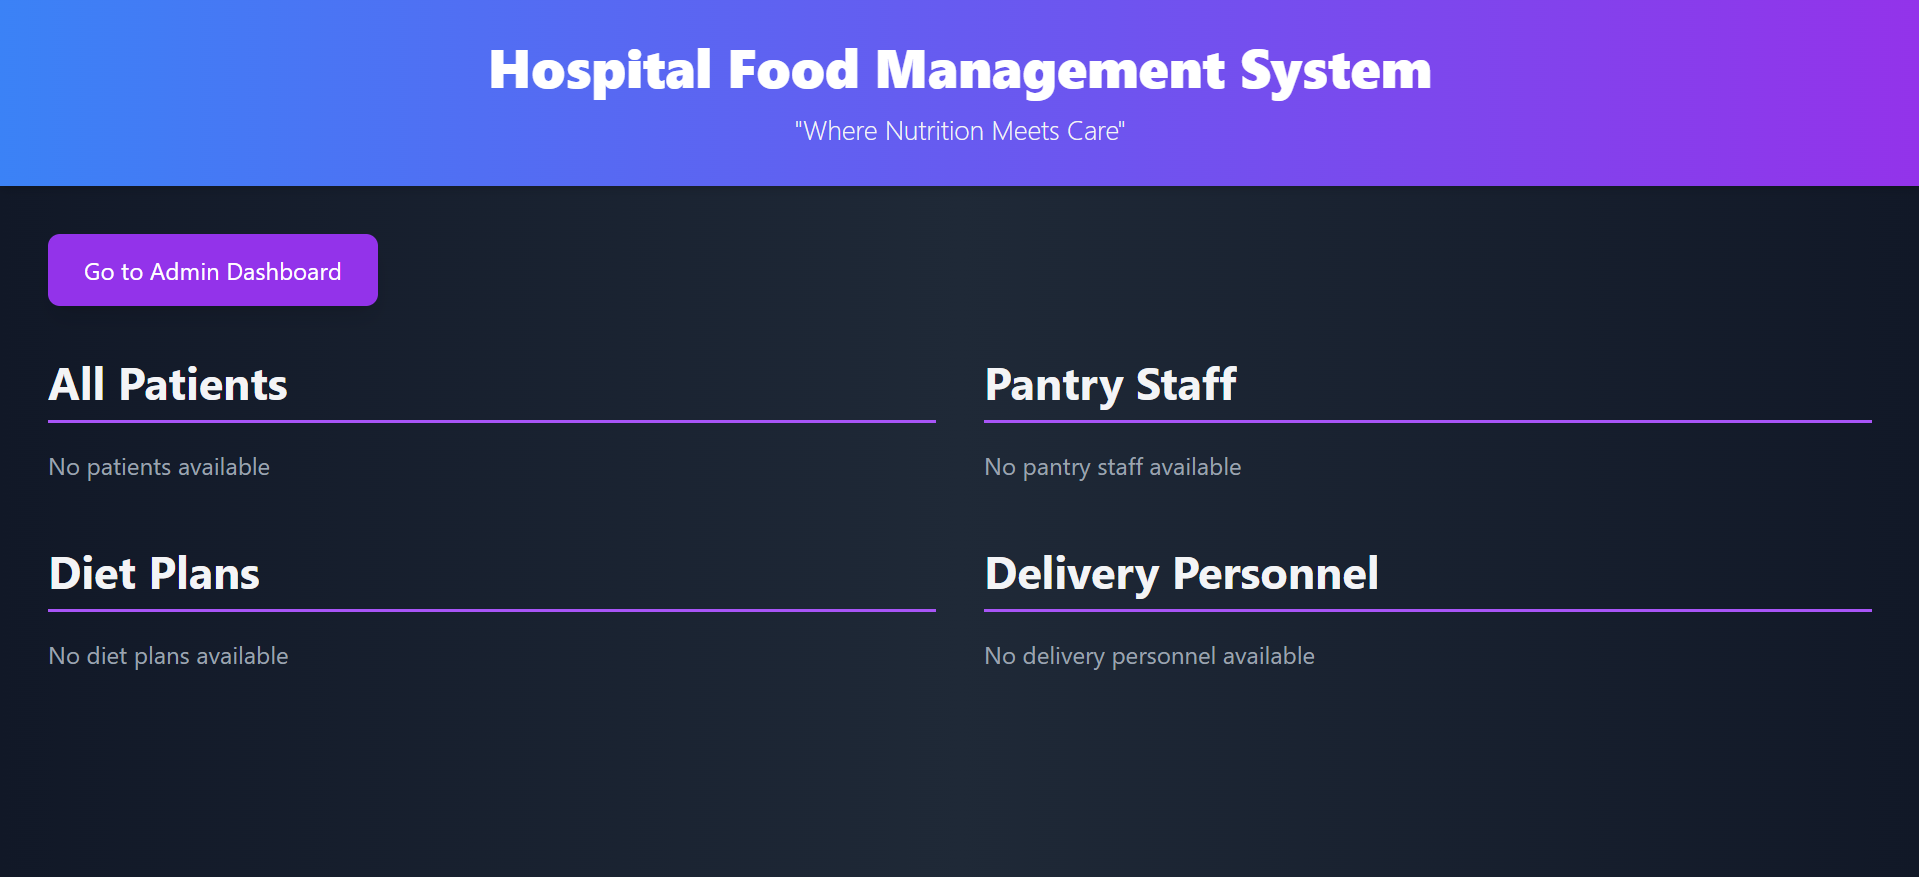 Hospital Food Management System
"Where Nutrition Meets Care"
Go to Admin Dashboard
All Patients
No patients available
Pantry Staff
No pantry staff available
Diet Plans
No diet plans available
Delivery Personnel
No delivery personnel available